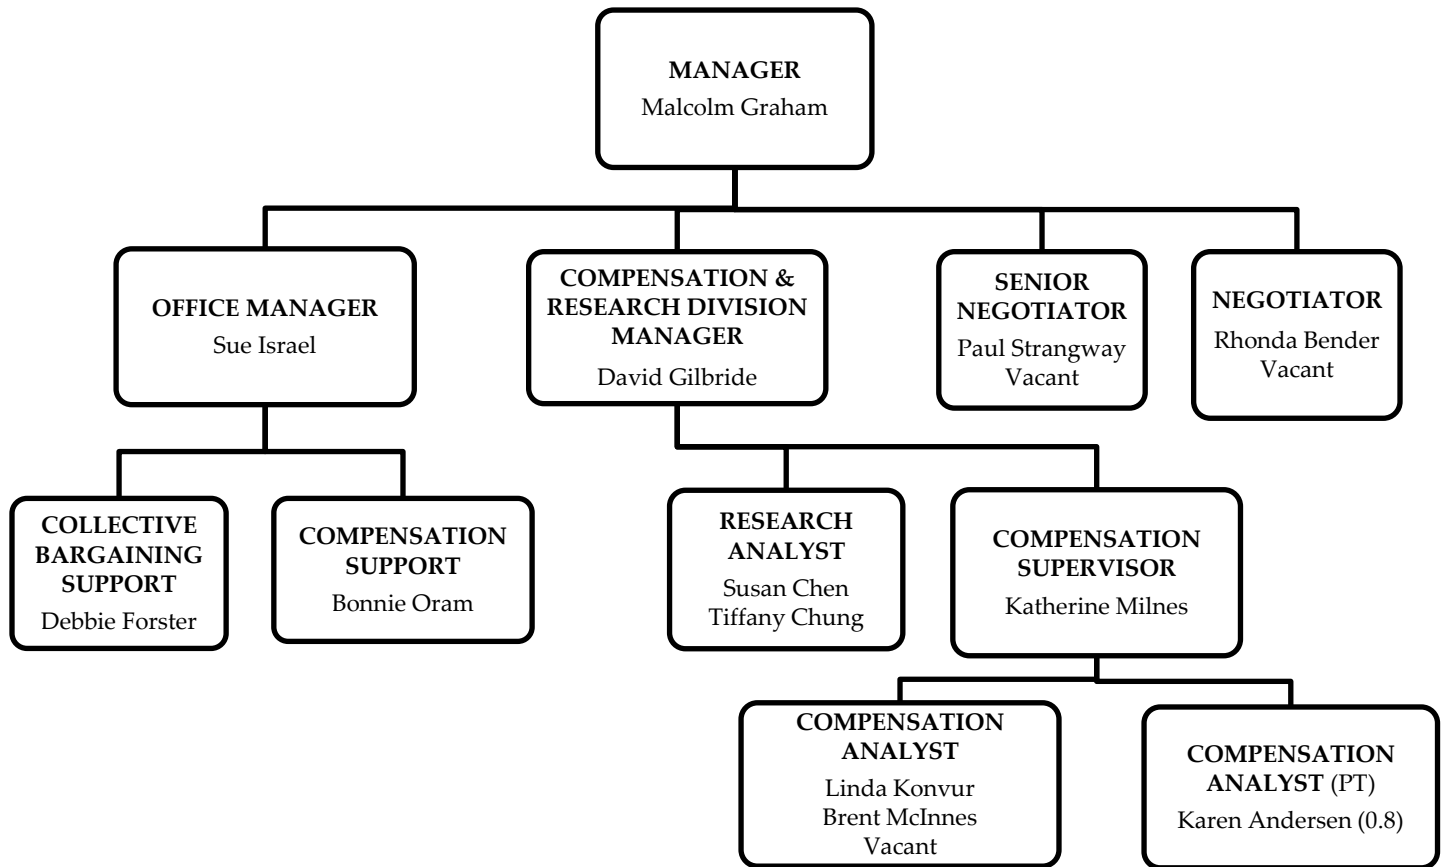 MANAGER
Malcolm Graham
OFFICE MANAGER
Sue Israel
COMPENSATION &
RESEARCH DIVISION
MANAGER
David Gilbride
SENIOR
NEGOTIATOR
Paul Strangway
Vacant
NEGOTIATOR
Rhonda Bender
Vacant
COLLECTIVE
BARGAINING
SUPPORT
Debbie Forster
COMPENSATION
SUPPORT
Bonnie Oram
RESEARCH
ANALYST
Susan Chen
Tiffany Chung
COMPENSATION
SUPERVISOR
Katherine Milnes
COMPENSATION
ANALYST
Linda Konvur
Brent McInnes
Vacant
COMPENSATION
ANALYST (PT)
Karen Andersen (0.8)